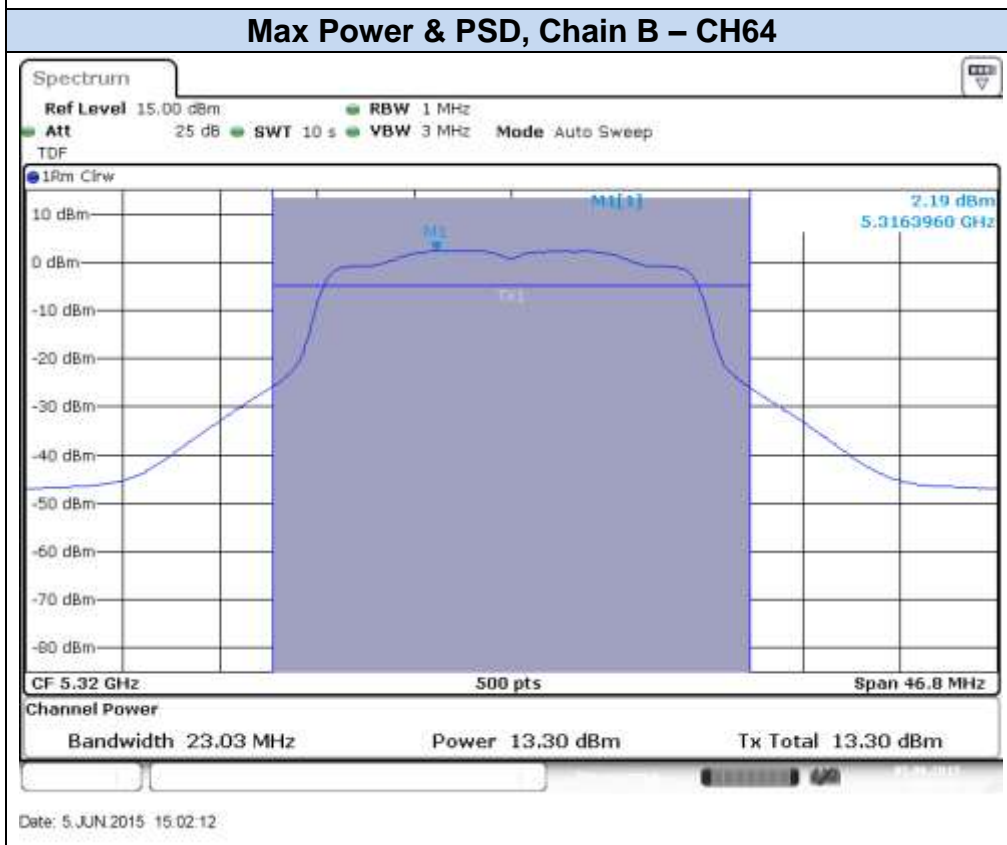 Max Power & PSD, Chain B – CH64
Spectrum
Ref Level 15.00 dBm RBW 1 MHz
Att 25 dB SWT 10 s VBW 3 MHz Mode Auto Sweep
TDF
1Rm Clrw
M1[1] 2.19 dBm
5.3163960 GHz
10 dBm
M1
0 dBm
Tx1
-10 dBm
-20 dBm
-30 dBm
-40 dBm
-50 dBm
-60 dBm
-70 dBm
-80 dBm
CF 5.32 GHz 500 pts Span 46.8 MHz
Channel Power
Bandwidth 23.03 MHz Power 13.30 dBm Tx Total 13.30 dBm
Date: 5.JUN.2015 15:02:12